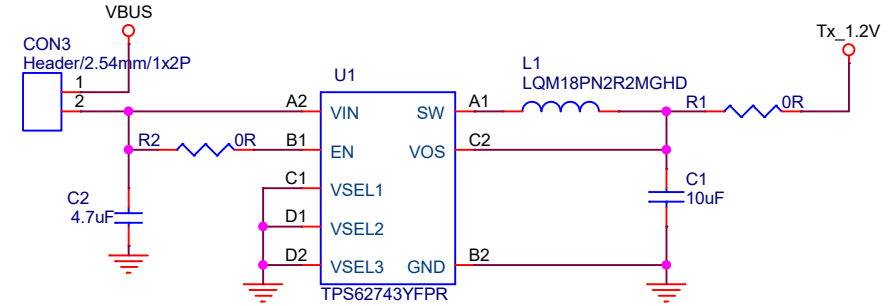 VBUS
Tx_1.2V
CON3
Header/2.54mm/1x2P
1
2
U1
L1
LQM18PN2R2MGHD
A2
VIN
SW
A1
R1
0R
R2
0R
B1
EN
VOS
C2
C1
VSEL1
C1
10uF
C2
4.7uF
D1
VSEL2
D2
VSEL3
GND
B2
TPS62743YFPR